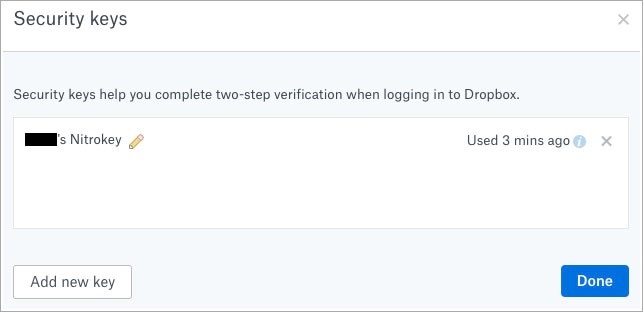 Security keys
Security keys help you complete two-step verification when logging in to Dropbox.
's Nitrokey Used 3 mins ago
Add new key Done